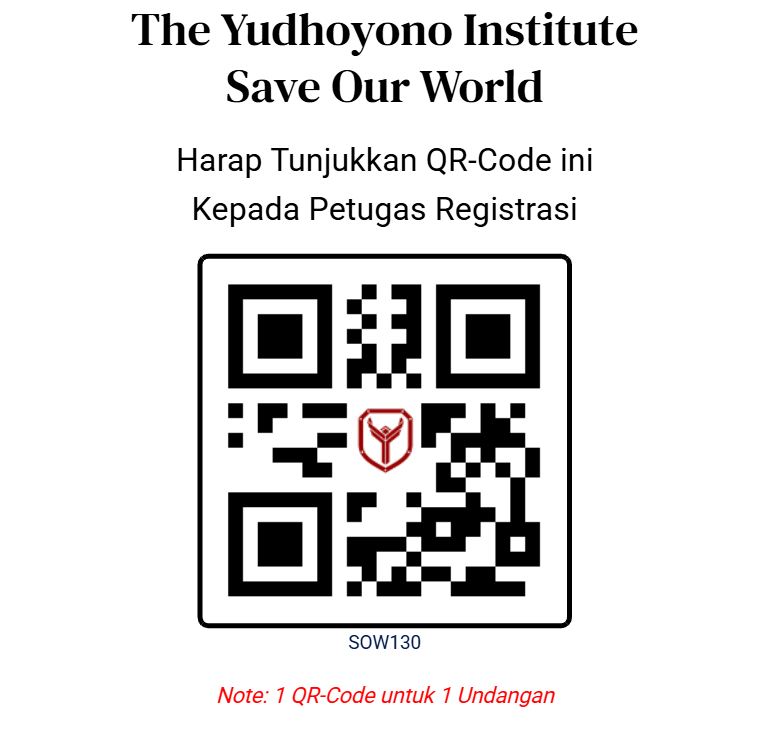 The Yudhoyono Institute
Save Our World
Harap Tunjukkan QR-Code ini
Kepada Petugas Registrasi
SOW130
Note: 1 QR-Code untuk 1 Undangan